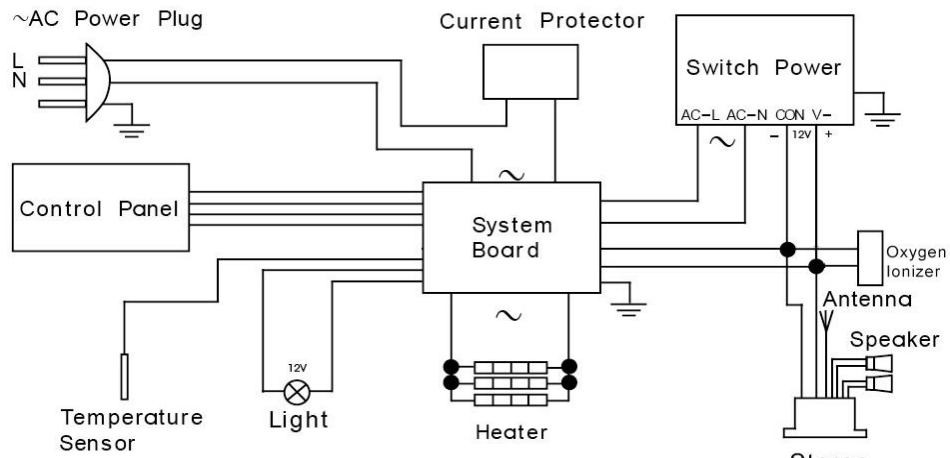 ~AC Power Plug
L
N
Current Protector
Switch Power
AC-L AC-N CON V-
~
- 12V +
Control Panel
~
System
Board
~
Oxygen
Ionizer
Antenna
Speaker
12V
Light
Temperature
Sensor
Heater